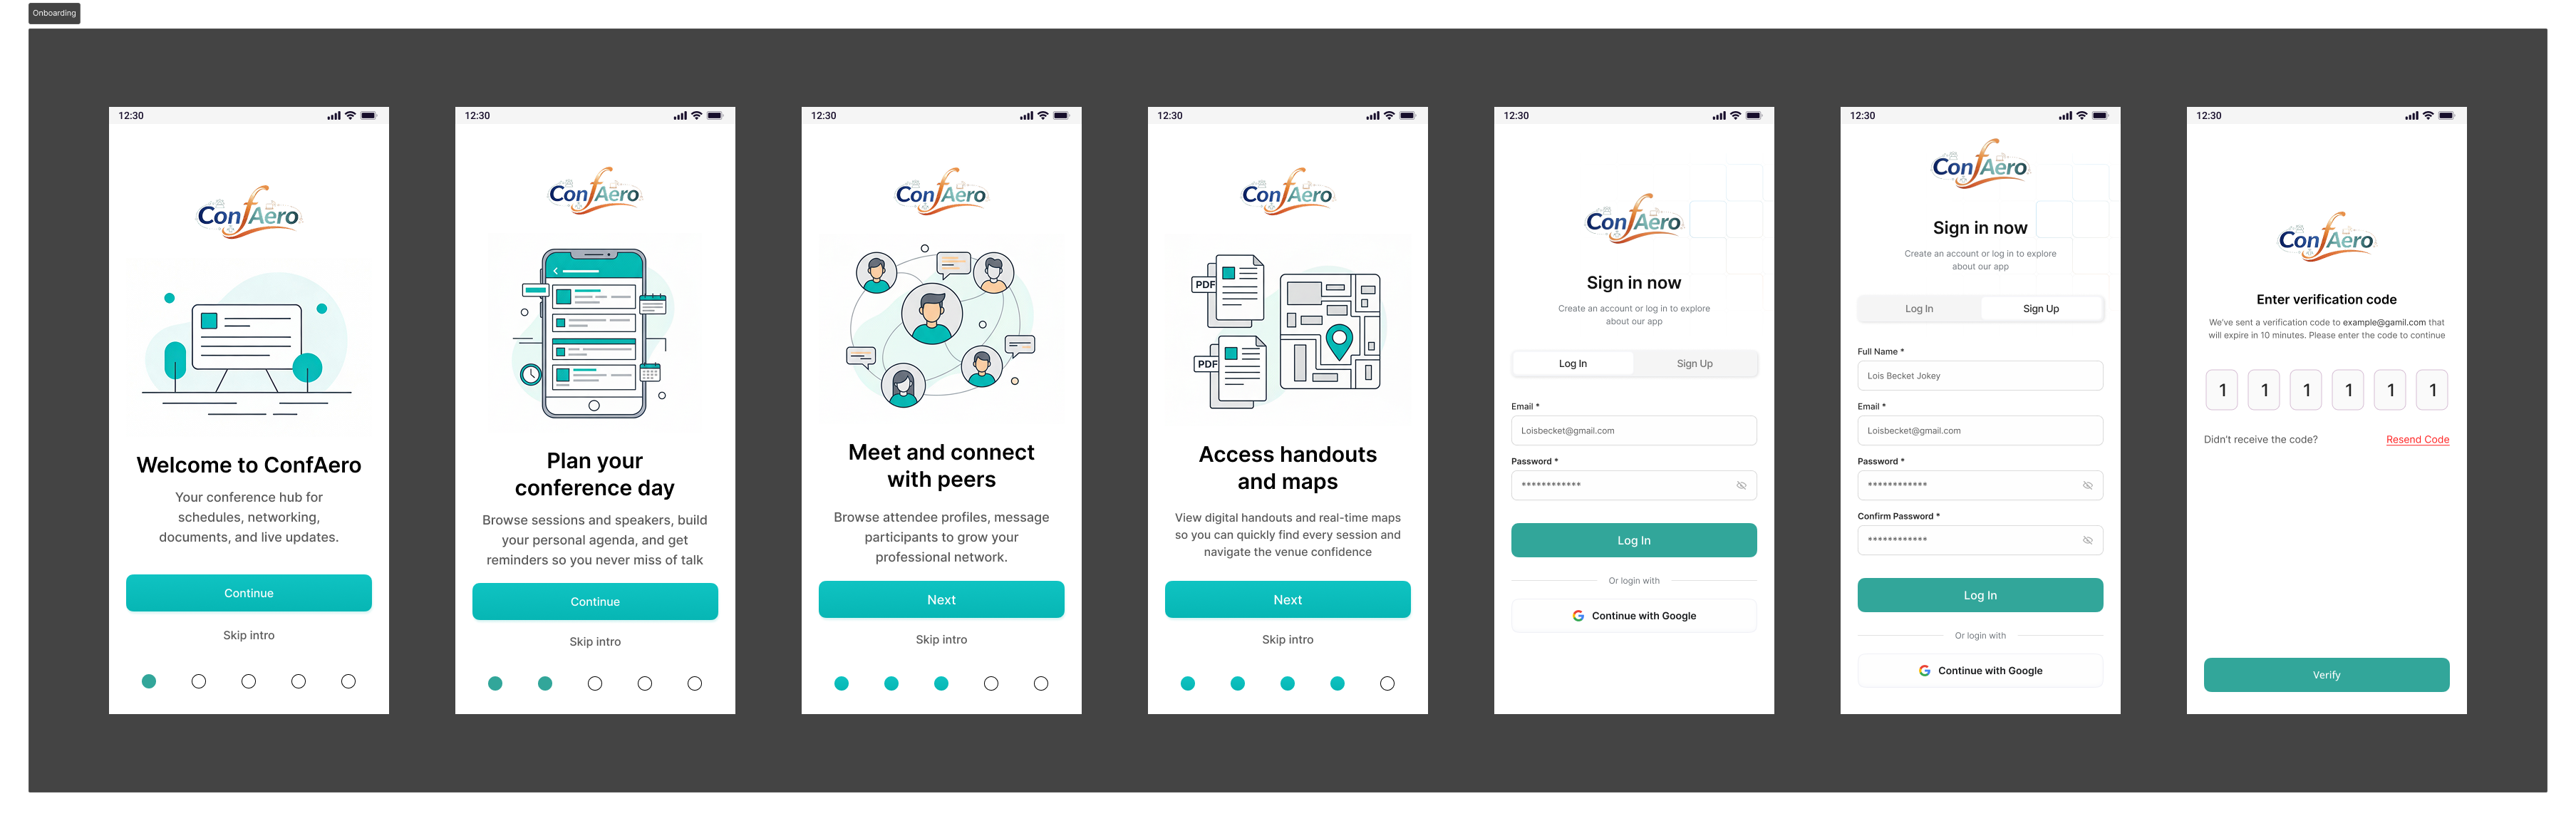 Onboarding
12:30
ConfAero
Welcome to ConfAero
Your conference hub for
schedules, networking,
documents, and live updates.
Continue
Skip intro
12:30
ConfAero
Plan your
conference day
Browse sessions and speakers, build
your personal agenda, and get
reminders so you never miss of talk
Continue
Skip intro
12:30
ConfAero
Meet and connect
with peers
Browse attendee profiles, message
participants to grow your
professional network.
Next
Skip intro
12:30
ConfAero
PDF
PDF
Access handouts
and maps
View digital handouts and real-time maps
so you can quickly find every session and
navigate the venue confidence
Next
Skip intro
12:30
ConfAero
Sign in now
Create an account or log in to explore
about our app
Log In
Sign Up
Email *
Loisbecket@gmail.com
Password *
************
Log In
Or login with
Continue with Google
12:30
ConfAero
Sign in now
Create an account or log in to explore
about our app
Log In
Sign Up
Full Name *
Lois Becket Jokey
Email *
Loisbecket@gmail.com
Password *
************
Confirm Password *
************
Log In
Or login with
Continue with Google
12:30
ConfAero
Enter verification code
We've sent a verification code to example@gamil.com that
will expire in 10 minutes. Please enter the code to continue
1 1 1 1 1 1
Didn't receive the code?
Resend Code
Verify